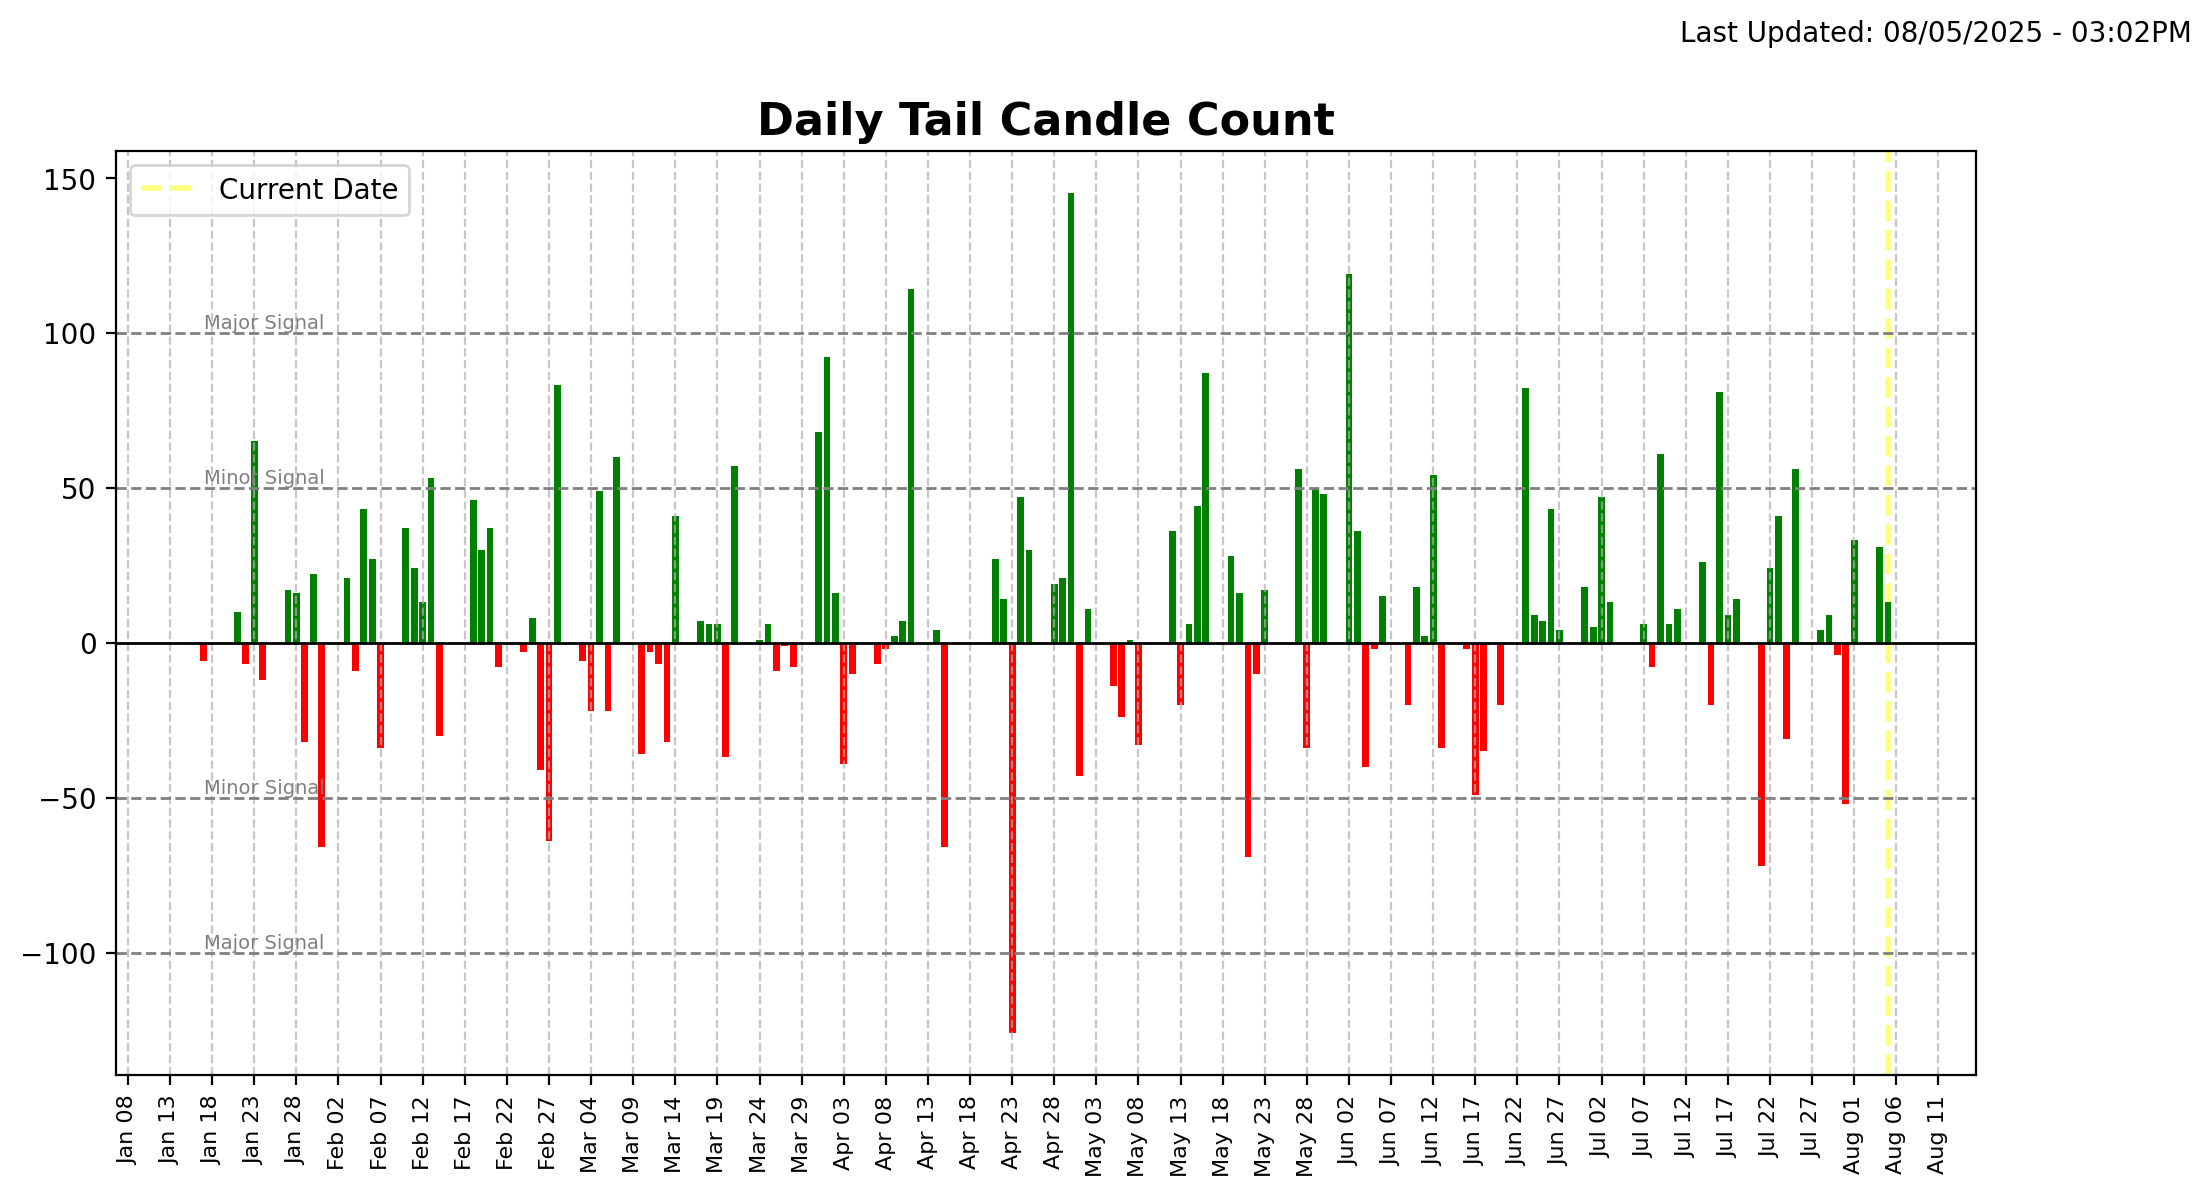 Last Updated: 08/05/2025 - 03:02PM
Daily Tail Candle Count
Current Date
150
100
50
0
−50
−100
Major Signal
Minor Signal
Minor Signal
Major Signal
Jan 08
Jan 13
Jan 18
Jan 23
Jan 28
Feb 02
Feb 07
Feb 12
Feb 17
Feb 22
Feb 27
Mar 04
Mar 09
Mar 14
Mar 19
Mar 24
Mar 29
Apr 03
Apr 08
Apr 13
Apr 18
Apr 23
Apr 28
May 03
May 08
May 13
May 18
May 23
May 28
Jun 02
Jun 07
Jun 12
Jun 17
Jun 22
Jun 27
Jul 02
Jul 07
Jul 12
Jul 17
Jul 22
Jul 27
Aug 01
Aug 06
Aug 11